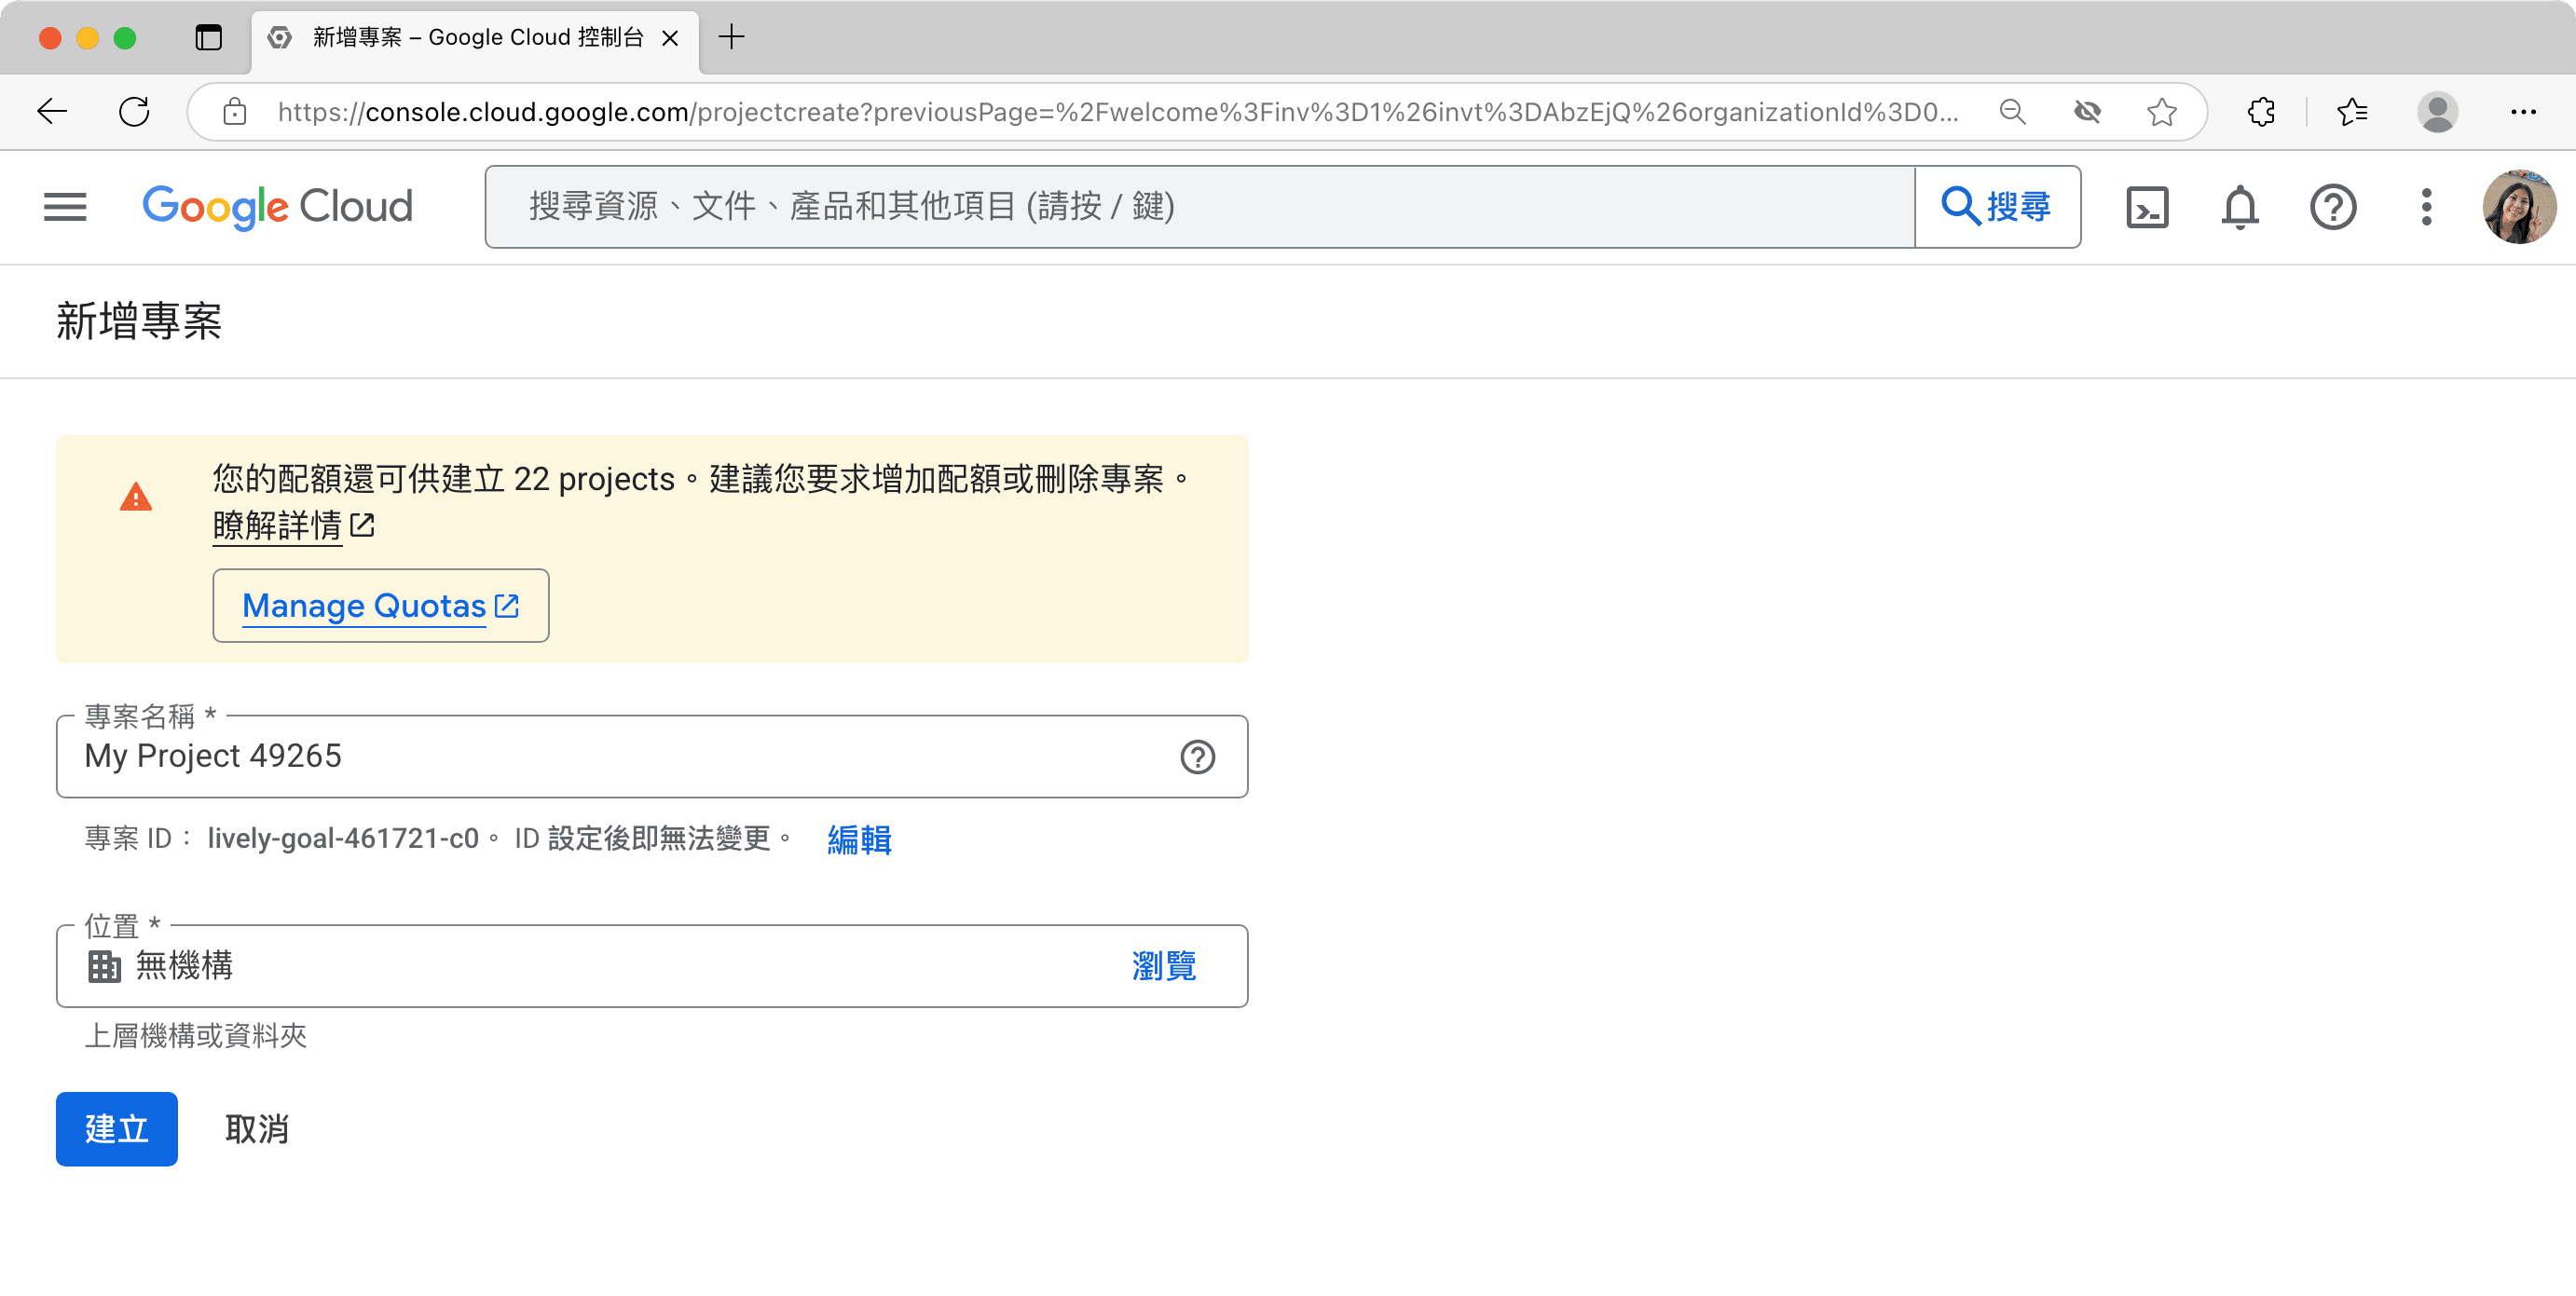 新增專案 – Google Cloud 控制台
https://console.cloud.google.com/projectcreate?previousPage=%2Fwelcome%3Finv%3D1%26invt%3DAbzEjQ%26organizationId%3D0...
Google Cloud
搜尋資源、文件、產品和其他項目 (請按 / 鍵)
搜尋
新增專案
您的配額還可供建立 22 projects。建議您要求增加配額或刪除專案。
瞭解詳情
Manage Quotas
專案名稱 *
My Project 49265
專案 ID： lively-goal-461721-c0。 ID 設定後即無法變更。 編輯
位置 *
無機構
瀏覽
上層機構或資料夾
建立 取消